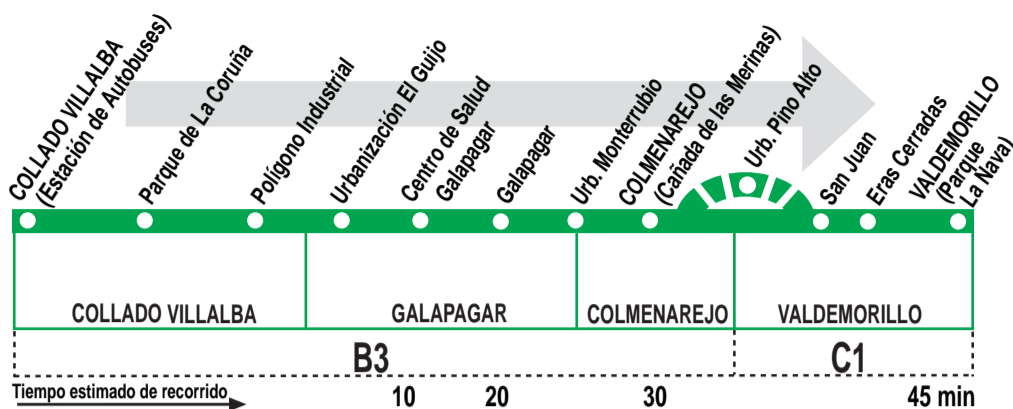 COLLADO VILLALBA
(Estación de Autobuses)
Parque de La Coruña
Polígono Industrial
Urbanización El Guijo
Centro de Salud
Galapagar
Galapagar
Urb. Monterrubio
COLMENAREJO
(Cañada de las Merinas)
Urb. Pino Alto
San Juan
Eras Cerradas
VALDEMORILLO
(Parque
La Nava)
COLLADO VILLALBA
GALAPAGAR
COLMENAREJO
VALDEMORILLO
B3
C1
Tiempo estimado de recorrido
10
20
30
45 min